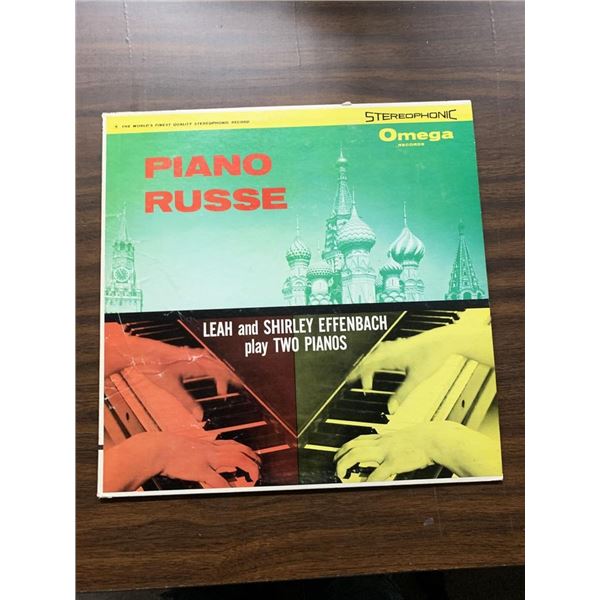 THE WORLD'S FINEST QUALITY STEREOPHONIC RECORD
STEREOPHONIC
Omega
RECORDS
PIANO
RUSSE
LEAH and SHIRLEY EFFENBACH
play TWO PIANOS